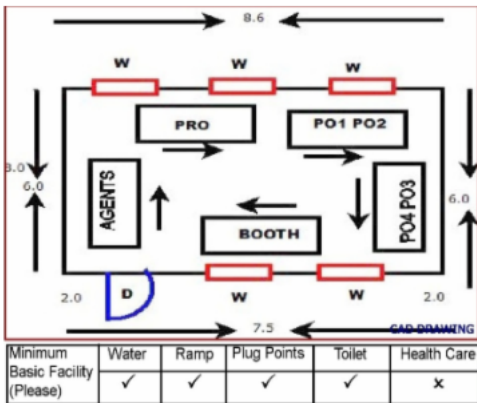 8.6
W W W
PRO
PO1 PO2
8.0
6.0
AGENTS
PO4 PO3
6.0
BOOTH
D
W W
2.0
2.0
7.5
CAD DRAWING
Minimum Basic Facility (Please) Water Ramp Plug Points Toilet Health Care
✓ ✓ ✓ ✓ x